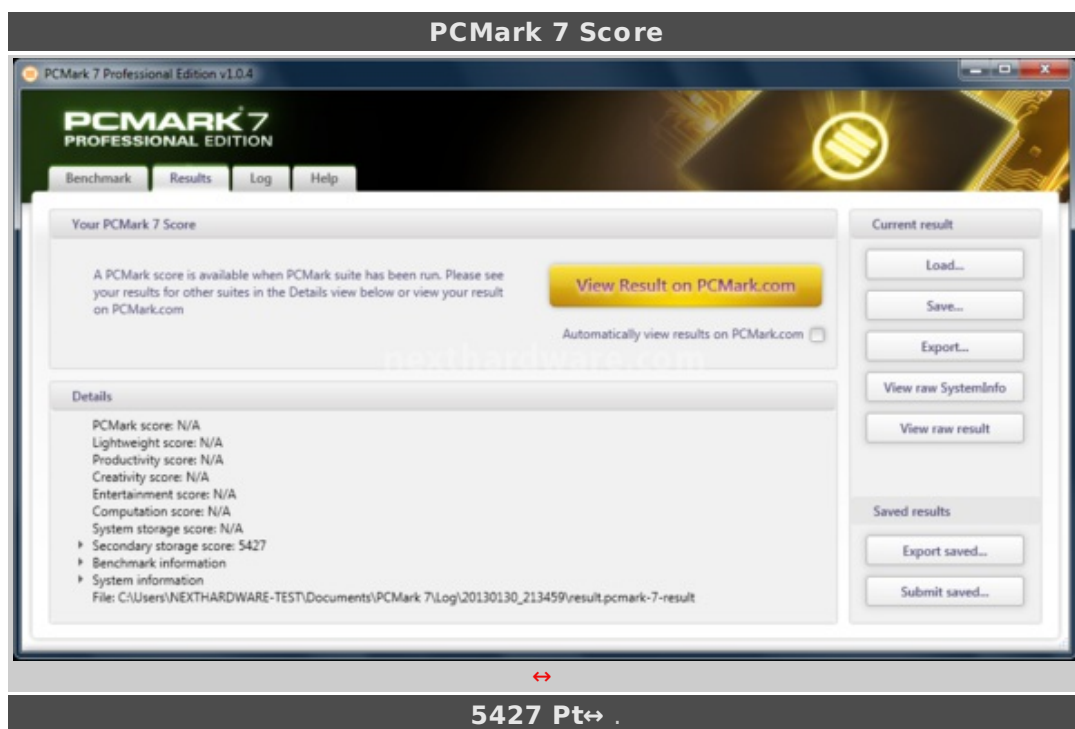 PCMark 7 Score
PCMark 7 Professional Edition v1.0.4
PCMARK 7
PROFESSIONAL EDITION
Benchmark Results Log Help
Your PCMark 7 Score
A PCMark score is available when PCMark suite has been run. Please see
your results for other suites in the Details view below or view your result
on PCMark.com
View Result on PCMark.com
Automatically view results on PCMark.com
nexthardware.com
Details
PCMark score: N/A
Lightweight score: N/A
Productivity score: N/A
Creativity score: N/A
Entertainment score: N/A
Computation score: N/A
System storage score: N/A
Secondary storage score: 5427
Benchmark information
System information
File: C:\Users\NEXTHARDWARE-TEST\Documents\PCMark 7\Log\20130130_213459\result.pcmark-7-result
Current result
Load...
Save...
Export...
View raw SystemInfo
View raw result
Saved results
Export saved...
Submit saved...
↔
5427 Pt↔ .